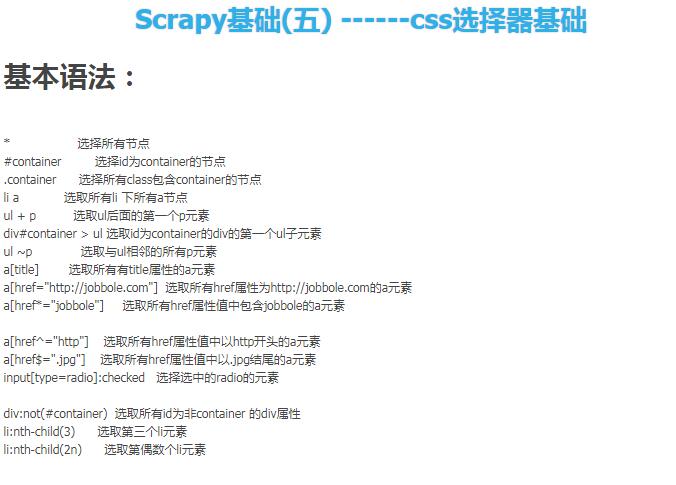 Scrapy基础(五) ------css选择器基础
基本语法：
* 选择所有节点
#container 选择id为container的节点
.container 选择所有class包含container的节点
li a 选取所有li 下所有a节点
ul + p 选取ul后面的第一个p元素
div#container > ul 选取id为container的div的第一个ul子元素
ul ~p 选取与ul相邻的所有p元素
a[title] 选取所有有title属性的a元素
a[href="http://jobbole.com"] 选取所有href属性为http://jobbole.com的a元素
a[href*="jobbole"] 选取所有href属性值中包含jobbole的a元素
a[href^="http"] 选取所有href属性值中以http开头的a元素
a[href$=".jpg"] 选取所有href属性值中以.jpg结尾的a元素
input[type=radio]:checked 选择选中的radio的元素
div:not(#container) 选取所有id为非container 的div属性
li:nth-child(3) 选取第三个li元素
li:nth-child(2n) 选取第偶数个li元素